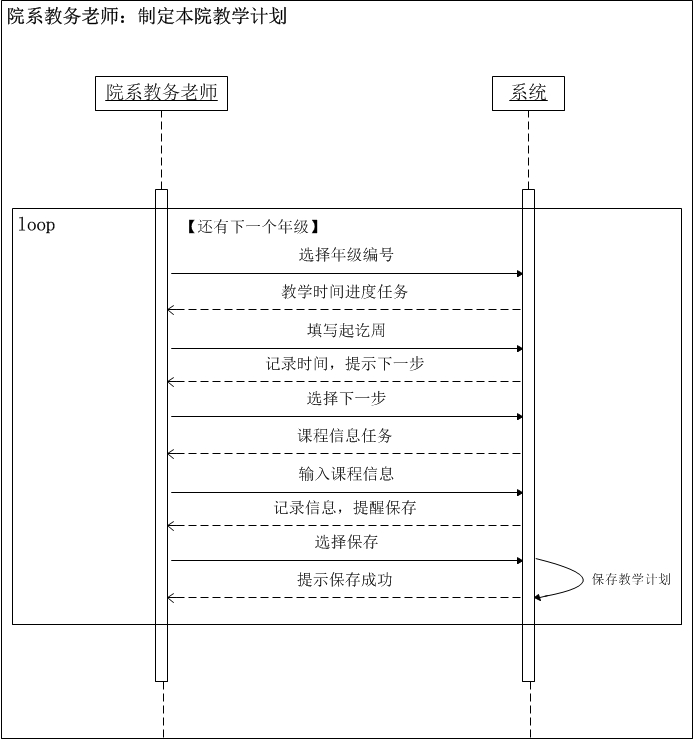 院系教务老师：制定本院教学计划
院系教务老师
系统
loop
【还有下一个年级】
选择年级编号
教学时间进度任务
填写起讫周
记录时间，提示下一步
选择下一步
课程信息任务
输入课程信息
记录信息，提醒保存
选择保存
提示保存成功
保存教学计划